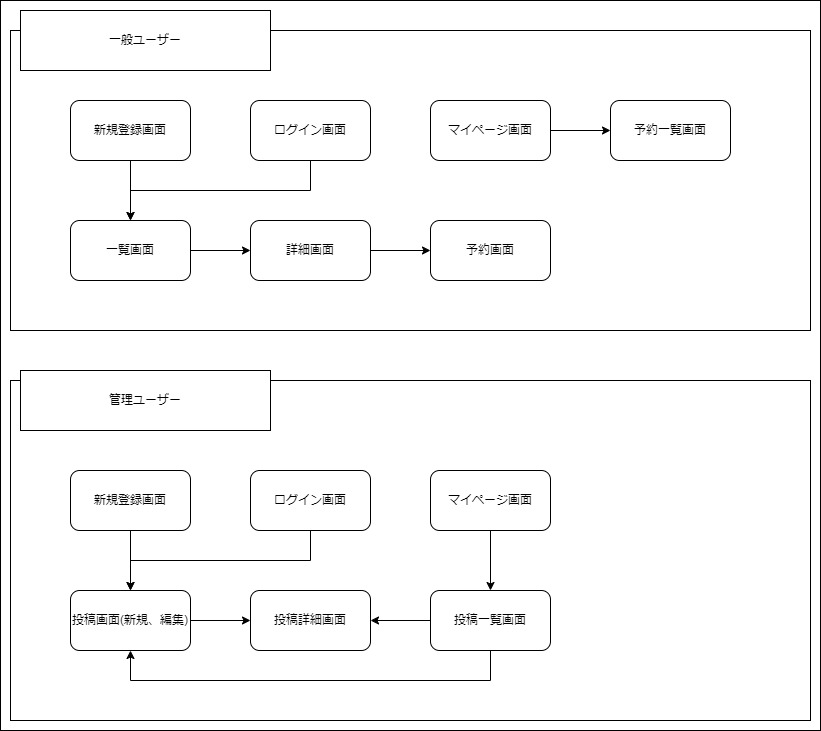 一般ユーザー
新規登録画面
ログイン画面
マイページ画面
予約一覧画面
一覧画面
詳細画面
予約画面
管理ユーザー
新規登録画面
ログイン画面
マイページ画面
投稿画面(新規、編集)
投稿詳細画面
投稿一覧画面